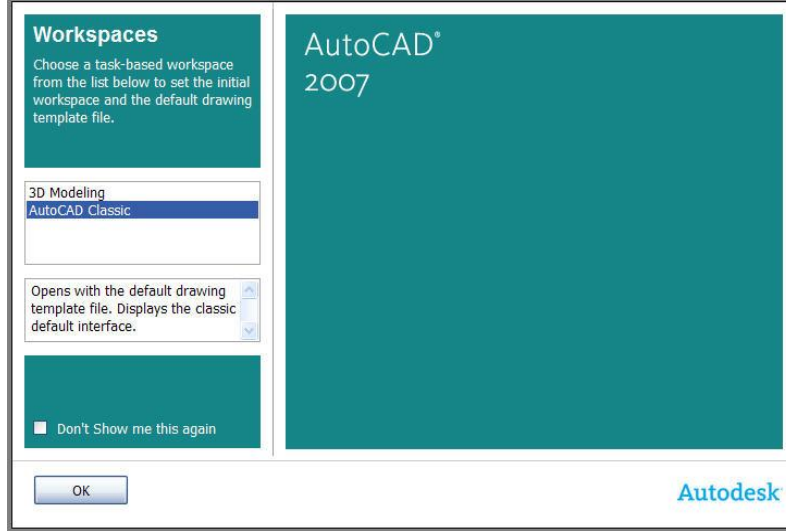 Workspaces
Choose a task-based workspace
from the list below to set the initial
workspace and the default drawing
template file.
3D Modeling
AutoCAD Classic
Opens with the default drawing
template file. Displays the classic
default interface.
Don't Show me this again
OK
AutoCAD®
2007
Autodesk